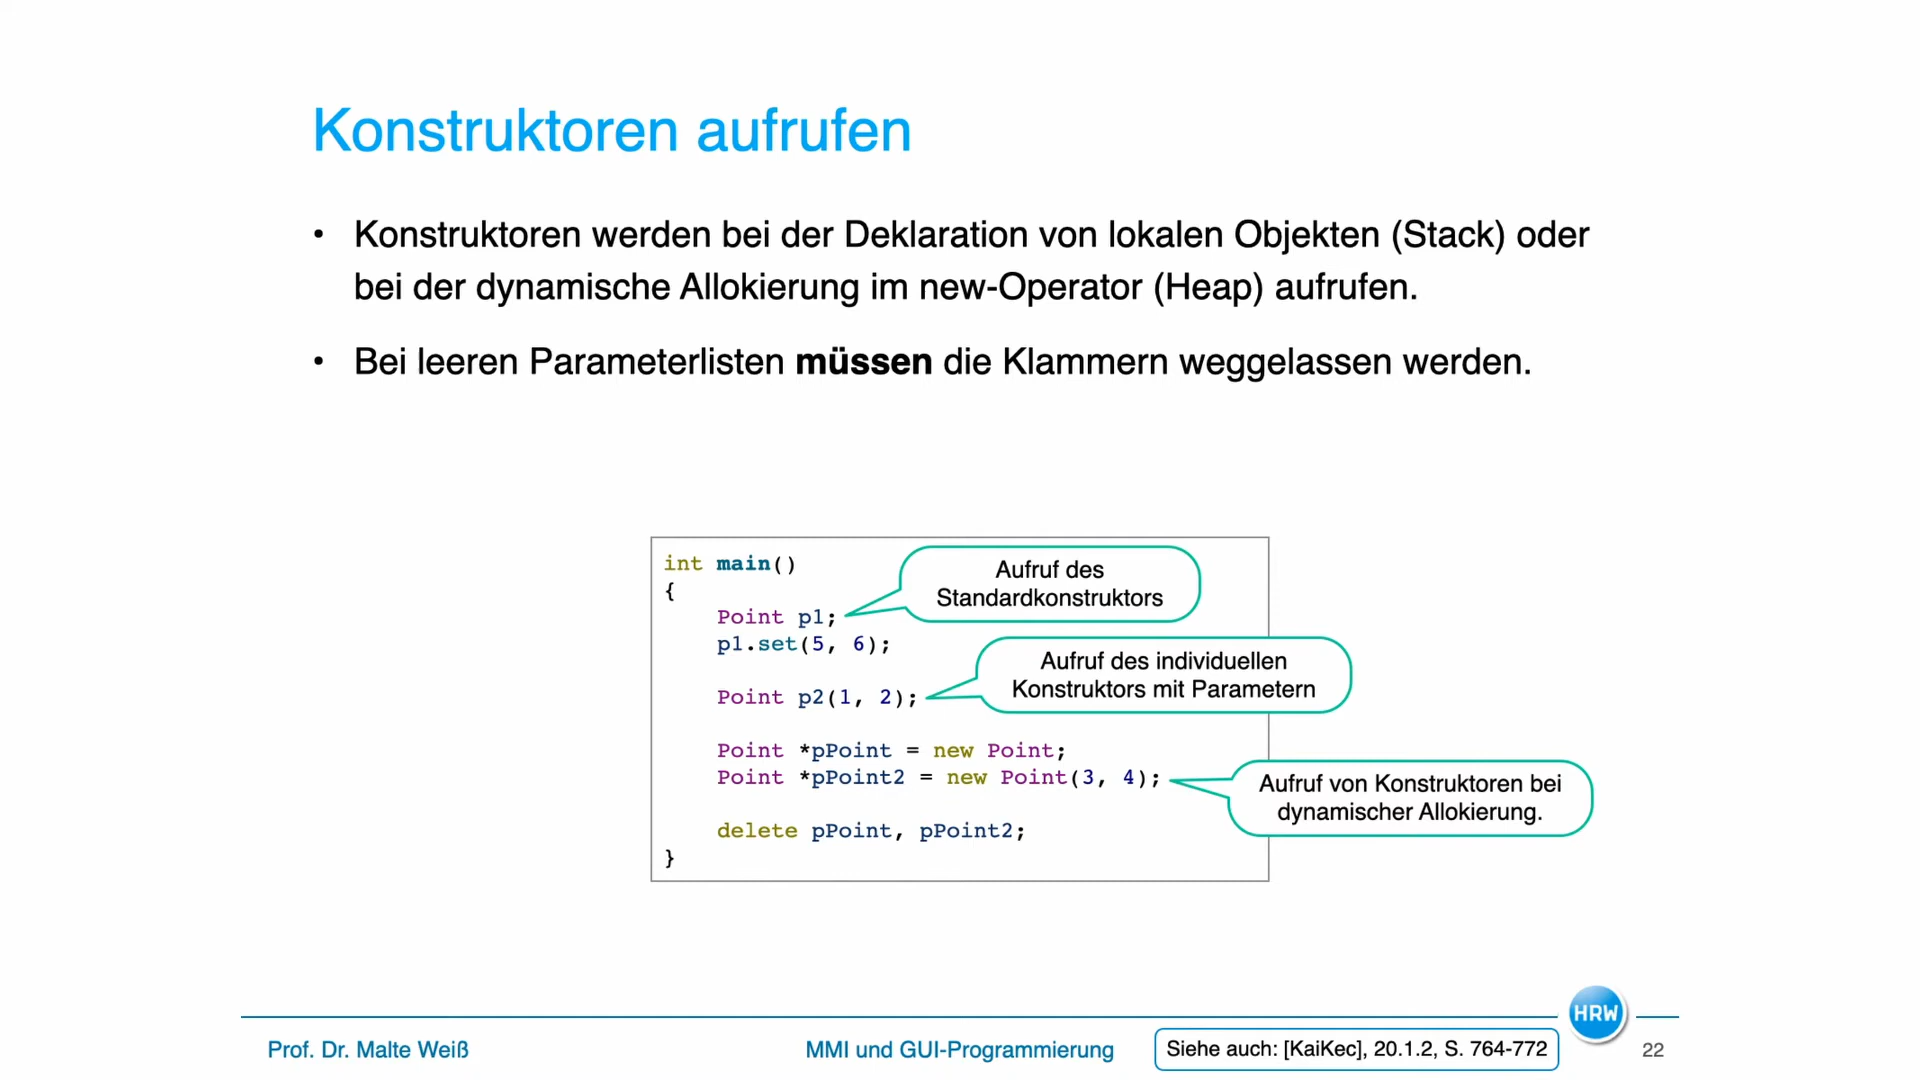 Konstruktoren aufrufen
• Konstruktoren werden bei der Deklaration von lokalen Objekten (Stack) oder
bei der dynamische Allokierung im new-Operator (Heap) aufrufen.
• Bei leeren Parameterlisten müssen die Klammern weggelassen werden.
int main()
{
Point p1;
Aufruf des
Standardkonstruktors
p1.set(5, 6);
Point p2(1, 2);
Aufruf des individuellen
Konstruktors mit Parametern
Point *pPoint = new Point;
Point *pPoint2 = new Point(3, 4);
Aufruf von Konstruktoren bei
dynamischer Allokierung.
delete pPoint, pPoint2;
}
HRW
Prof. Dr. Malte Weiß
MMI und GUI-Programmierung
Siehe auch: [KaiKec], 20.1.2, S. 764-772
22